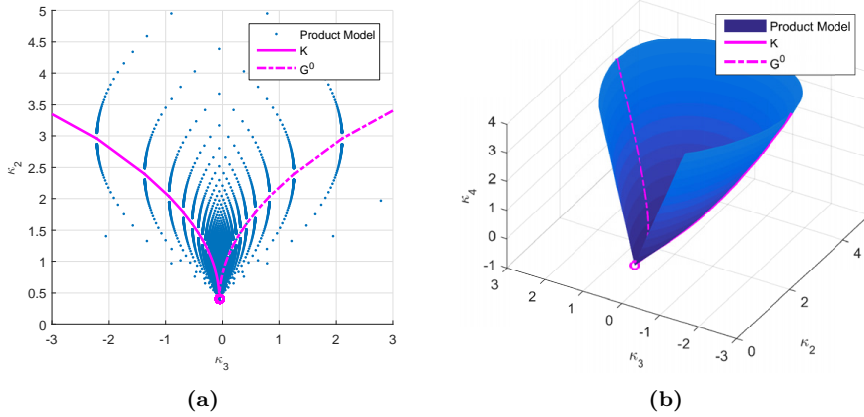 5
4.5
4
3.5
3
2.5
2
1.5
1
0.5
0
κ2
-3 -2 -1 0 1 2 3
κ3
Product Model
K
G⁰
(a)
Product Model
K
G⁰
4
3
2
1
0
-1
κ4
3 2 1 0 -1 -2 -3
κ3
0 2 4
κ2
(b)